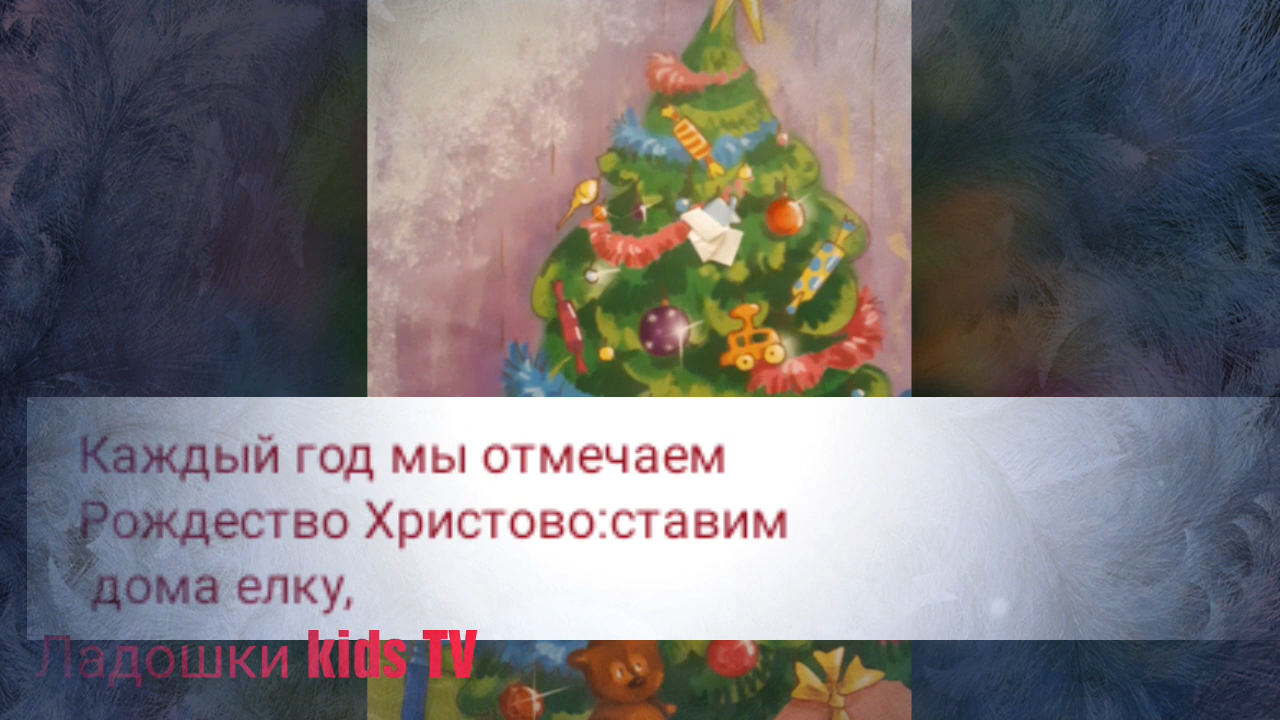 Каждый год мы отмечаем
Рождество Христово:ставим
дома елку,
Ладошки kids TV